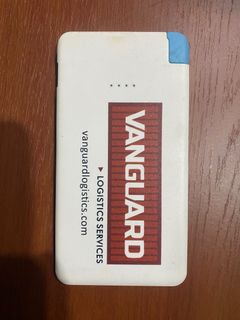 VANGUARD
LOGISTICS SERVICES
vanguardlogistics.com